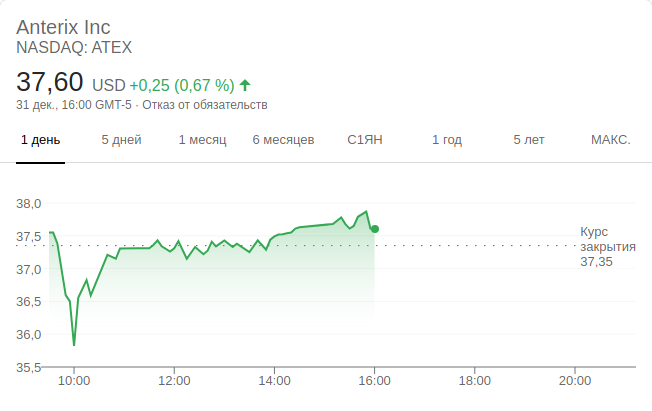 Anterix Inc
NASDAQ: ATEX
37,60 USD +0,25 (0,67 %)
31 дек., 16:00 GMT-5 · Отказ от обязательств
1 день 5 дней 1 месяц 6 месяцев С1ЯН 1 год 5 лет МАКС.
38,0
37,5
37,0
36,5
36,0
35,5
Курс
закрытия
37,35
10:00 12:00 14:00 16:00 18:00 20:00